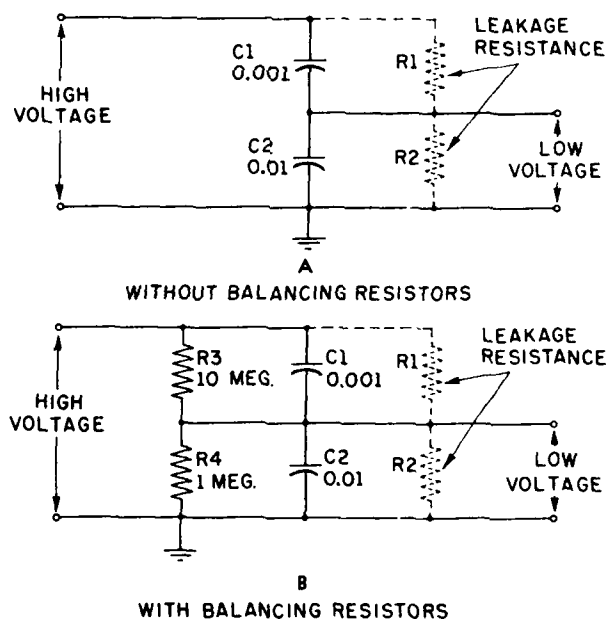 LEAKAGE
RESISTANCE
C1
0.001
R1
HIGH
VOLTAGE
C2
0.01
R2
LOW
VOLTAGE
A
WITHOUT BALANCING RESISTORS
LEAKAGE
RESISTANCE
R3
10 MEG.
C1
0.001
R1
HIGH
VOLTAGE
R4
1 MEG.
C2
0.01
R2
LOW
VOLTAGE
B
WITH BALANCING RESISTORS